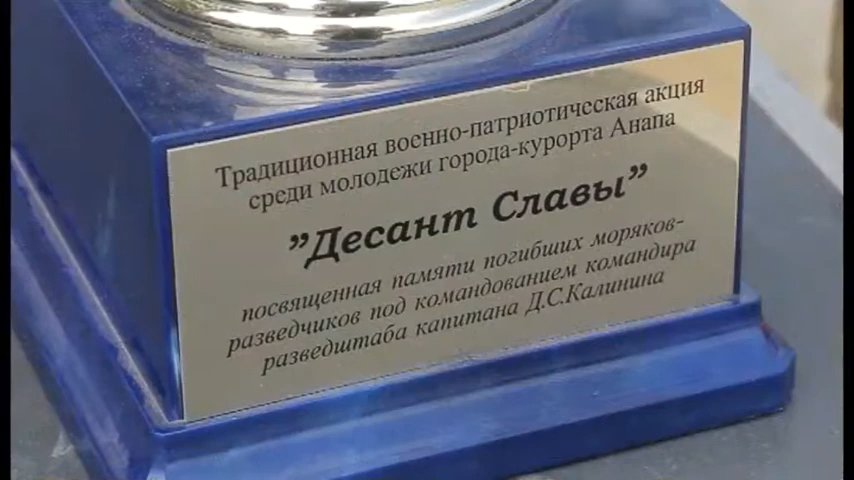 Традиционная военно-патриотическая акция
среди молодежи города-курорта Анапа
"Десант Славы"
посвященная памяти погибших моряков-
разведчиков под командованием командира
разведштаба капитана Д.С.Калинина